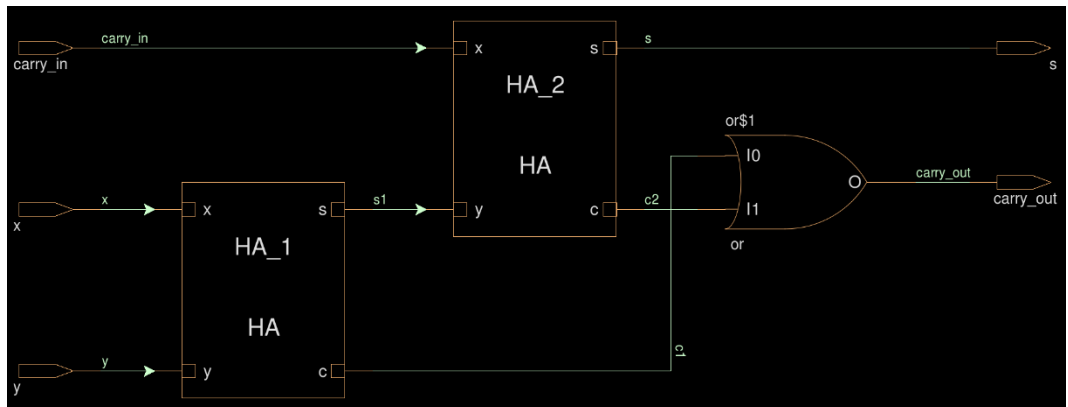 carry_in
carry_in
x
s
s
s
HA_2
HA
or$1
I0
O
carry_out
carry_out
I1
or
x
x
x
s
s1
y
c
c2
HA_1
HA
c1
y
y
y
c